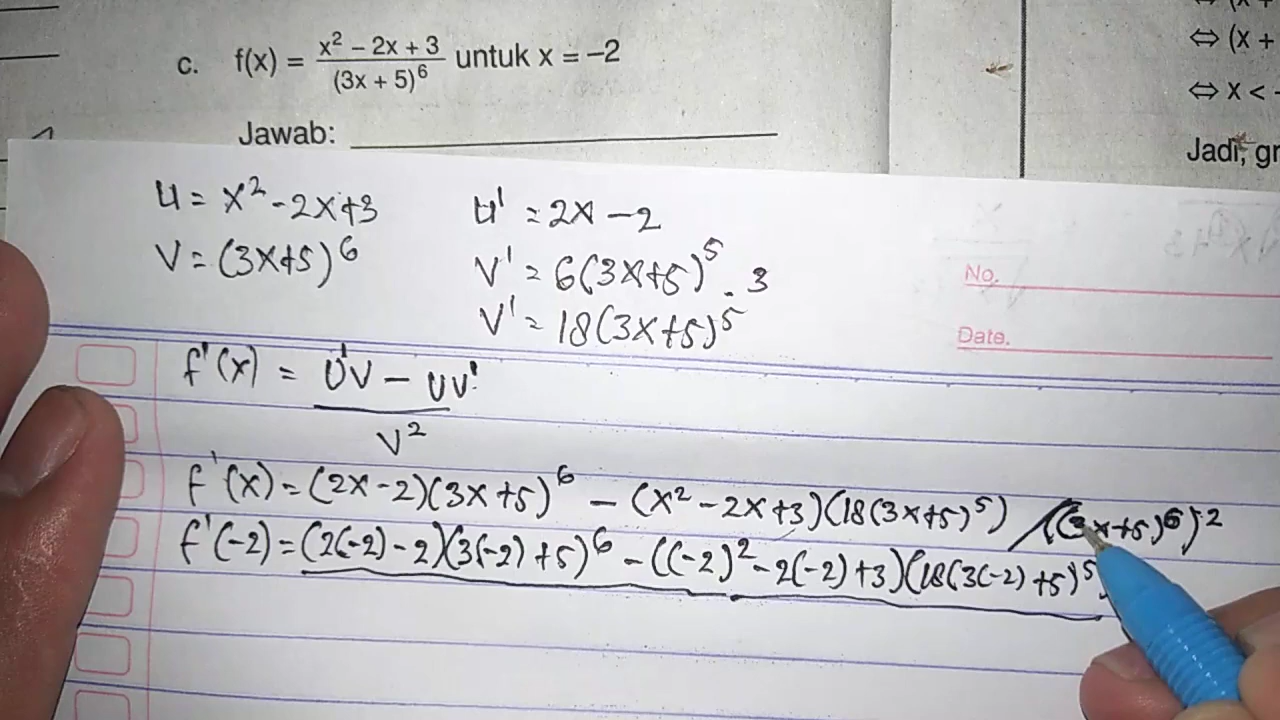 c. f(x) = (x² – 2x + 3)/(3x + 5)⁶ untuk x = –2
Jawab:
⇔ (x +
⇔ x < -
Jadi, gr
U = x² - 2x + 3
V = (3x+5)⁶
U' = 2x - 2
V' = 6(3x+5)⁵ . 3
V' = 18(3x+5)⁵
No.
Date.
f'(x) = (U'V - UV')/V²
f'(x) = (2x-2)(3x+5)⁶ - (x² - 2x+3)(18(3x+5)⁵) / ((3x+5)⁶)²
f'(-2) = (2(-2) - 2)(3(-2) + 5)⁶ - ((-2)² - 2(-2) + 3)(18(3(-2) + 5)⁵